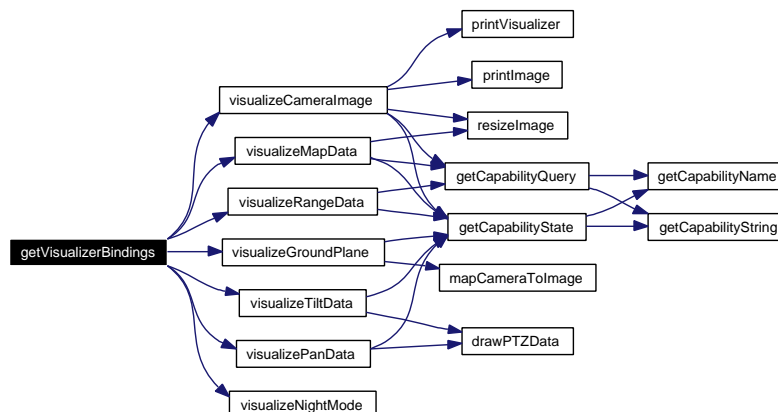 getVisualizerBindings
visualizeCameraImage
visualizeMapData
visualizeRangeData
visualizeGroundPlane
visualizeTiltData
visualizePanData
visualizeNightMode
printVisualizer
printImage
resizeImage
getCapabilityQuery
getCapabilityState
mapCameraToImage
drawPTZData
getCapabilityName
getCapabilityString